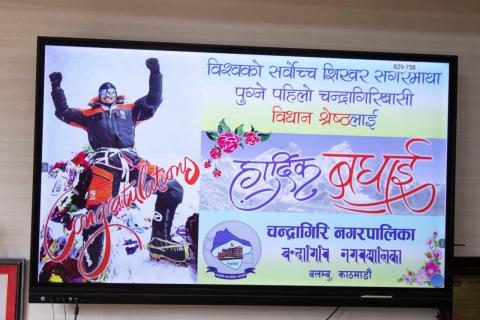 829-758
विश्वको सर्वोच्च शिखर सगरमाथा
पुग्ने पहिलो चन्द्रागिरिबासी
विधान श्रेष्ठलाई
हार्दिक बधाई
Congratulations
चन्द्रागिरि नगरपालिका
बलम्बु, काठमाडौं